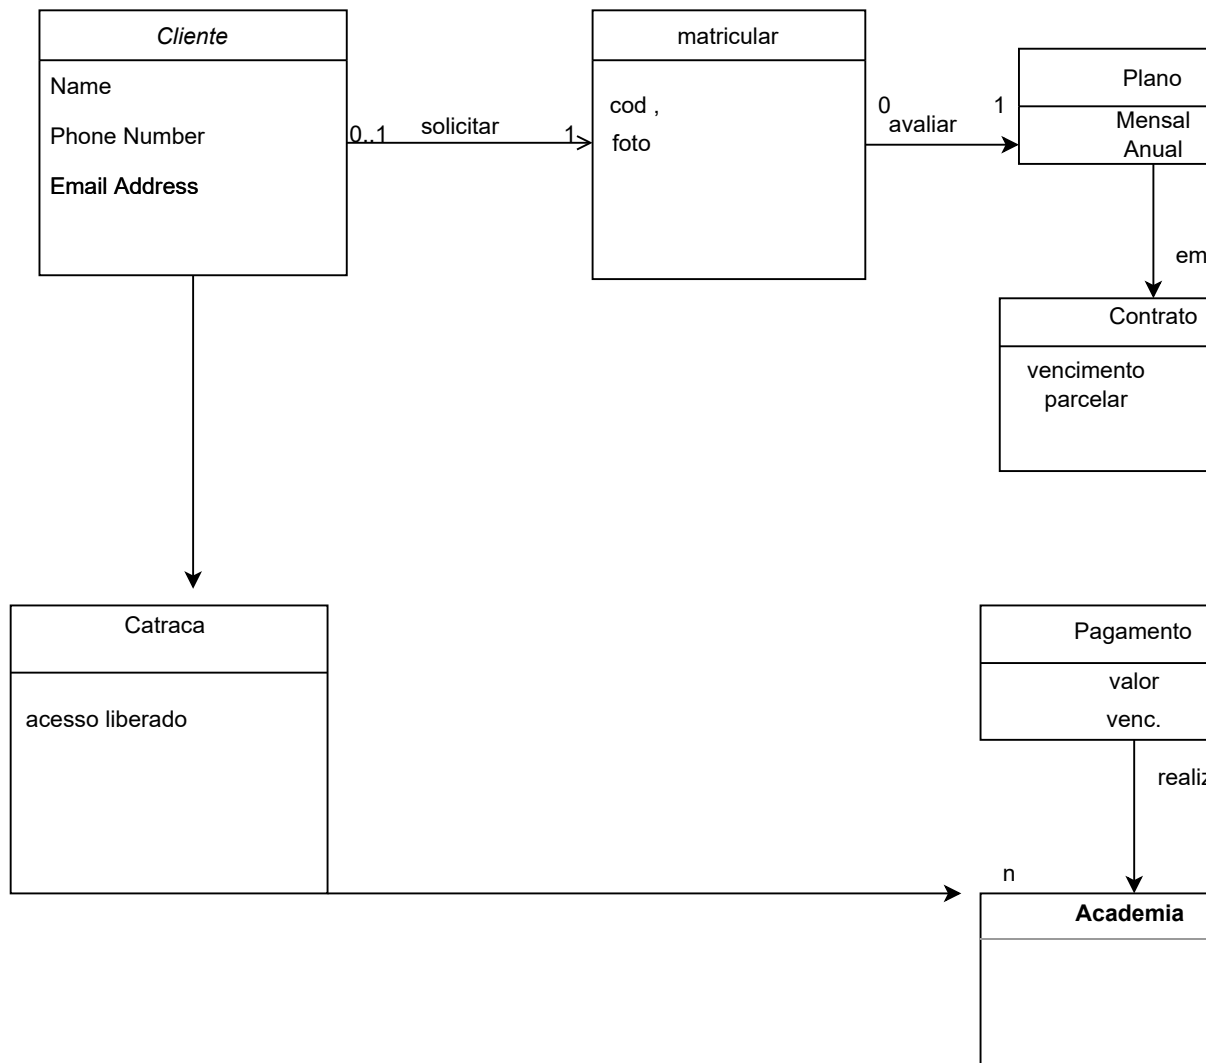 Cliente
Name
Phone Number
Email Address
0..1
solicitar
1
matricular
cod ,
foto
0
avaliar
1
Plano
Mensal
Anual
em
Contrato
vencimento
parcelar
Catraca
acesso liberado
Pagamento
valor
venc.
realiz
n
Academia